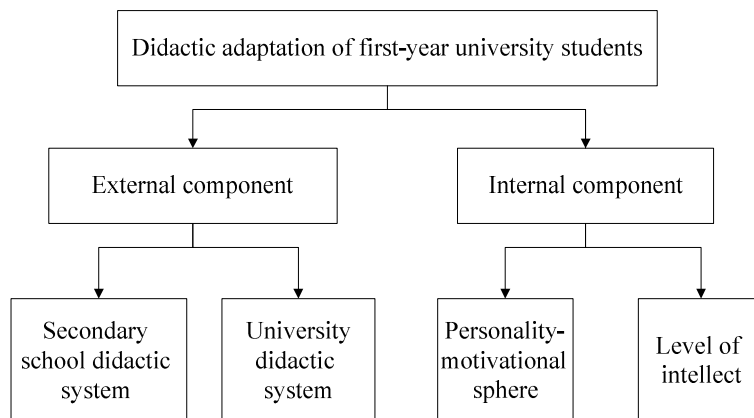 Didactic adaptation of first-year university students
External component
Internal component
Secondary
school didactic
system
University
didactic
system
Personality-
motivational
sphere
Level of
intellect